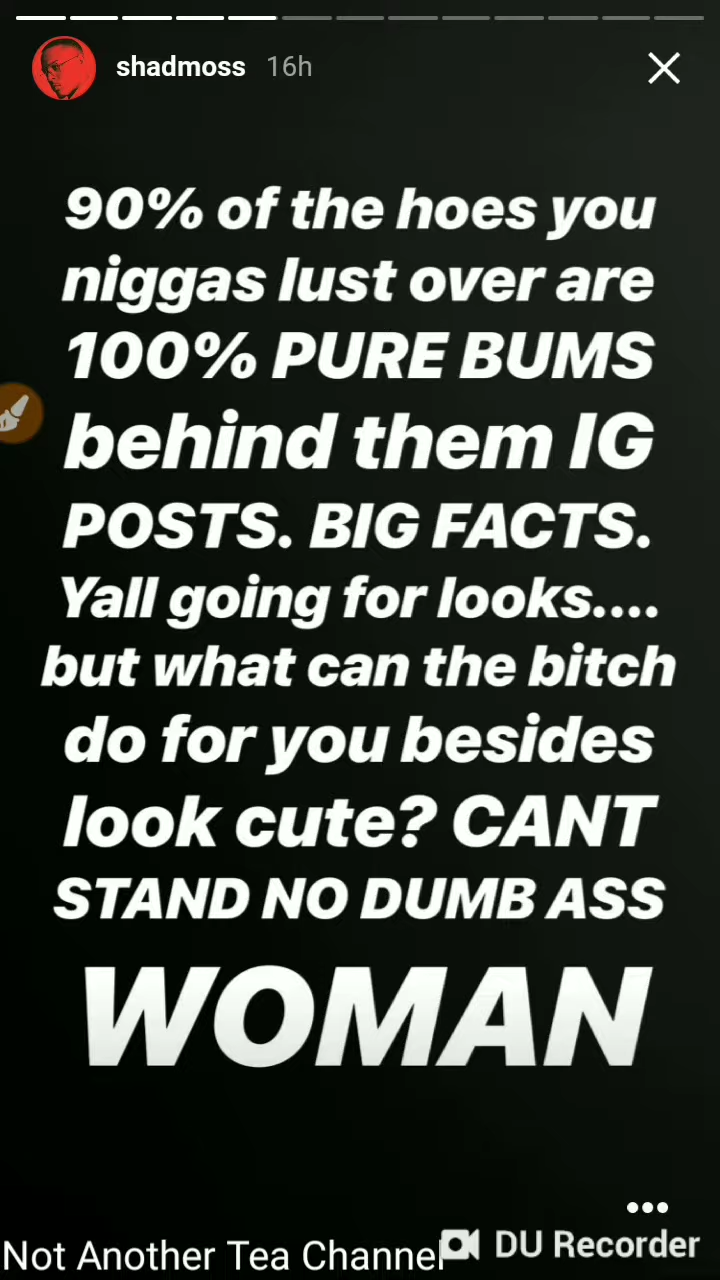 shadmoss 16h
90% of the hoes you
niggas lust over are
100% PURE BUMS
behind them IG
POSTS. BIG FACTS.
Yall going for looks....
but what can the bitch
do for you besides
look cute? CANT
STAND NO DUMB ASS
WOMAN
Not Another Tea Channel
DU Recorder